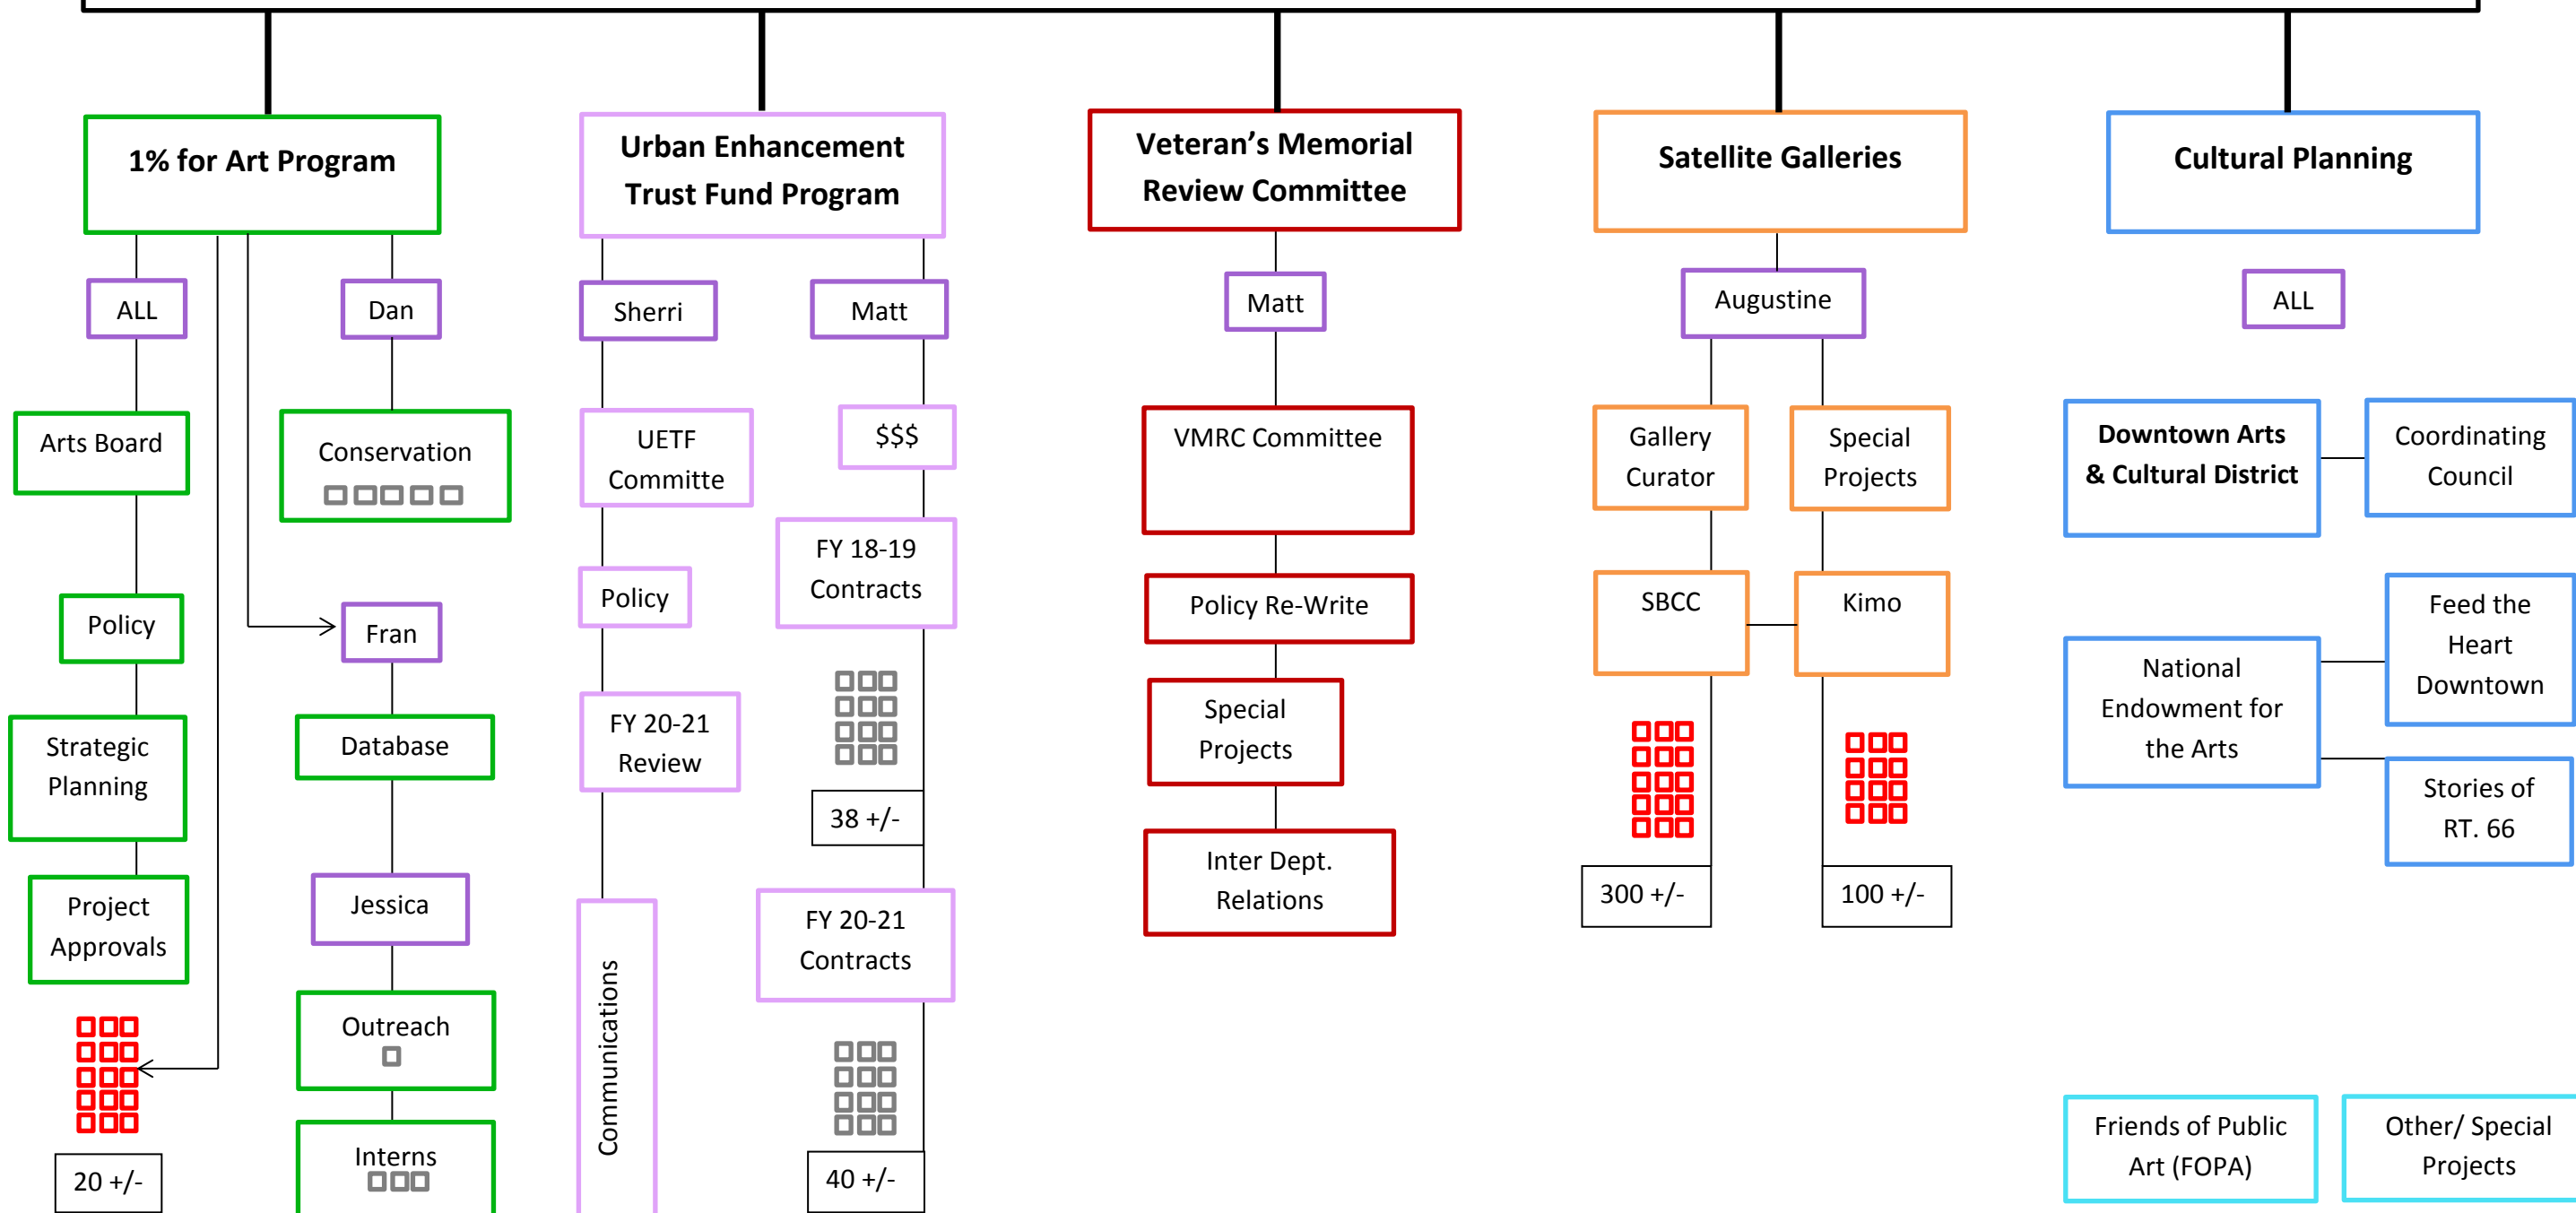 1% for Art Program
ALL
Dan
Arts Board
Conservation
Policy
Fran
Strategic
Planning
Database
Project
Approvals
Jessica
Outreach
Interns
20 +/-
Urban Enhancement
Trust Fund Program
Sherri
Matt
UETF
Committe
$$$
FY 18-19
Contracts
Policy
FY 20-21
Review
38 +/-
FY 20-21
Contracts
Communications
40 +/-
Veteran’s Memorial
Review Committee
Matt
VMRC Committee
Policy Re-Write
Special
Projects
Inter Dept.
Relations
Satellite Galleries
Augustine
Gallery
Curator
Special
Projects
SBCC
Kimo
300 +/-
100 +/-
Cultural Planning
ALL
Downtown Arts
& Cultural District
Coordinating
Council
National
Endowment for
the Arts
Feed the
Heart
Downtown
Stories of
RT. 66
Friends of Public
Art (FOPA)
Other/ Special
Projects